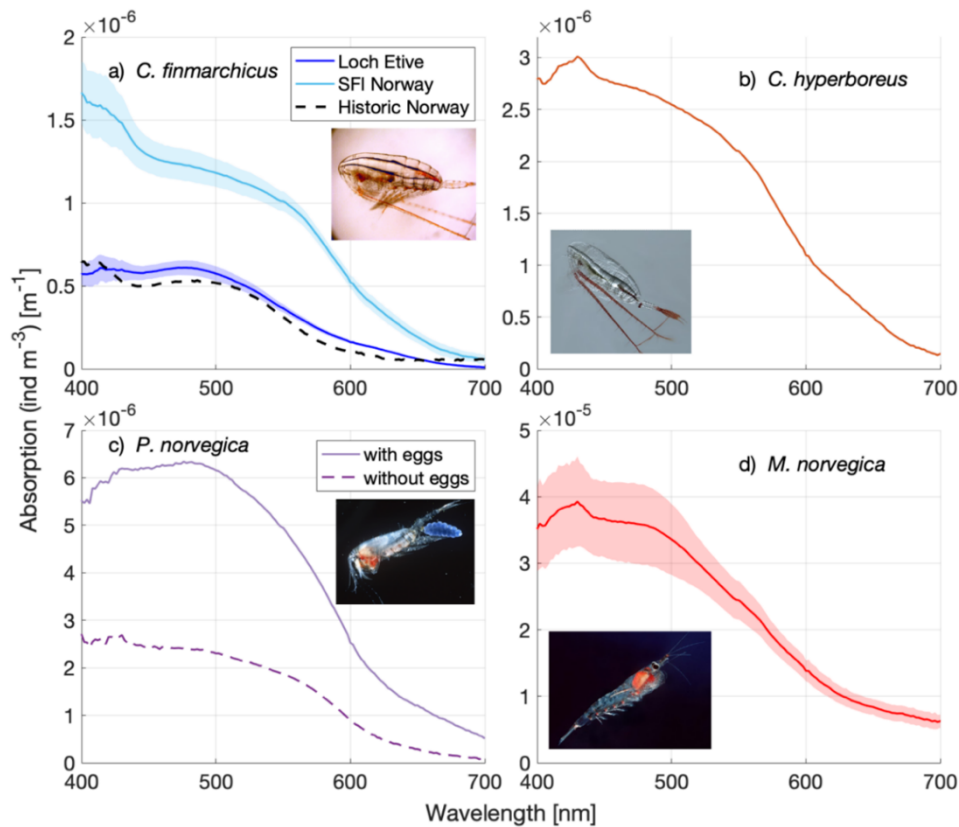 ×10⁻⁶
2
1.5
1
0.5
0
a) C. finmarchicus
Loch Etive
SFI Norway
Historic Norway
400 500 600 700
×10⁻⁶
3
2.5
2
1.5
1
0.5
0
b) C. hyperboreus
400 500 600 700
Absorption (ind m⁻³) [m⁻¹]
×10⁻⁶
7
6
5
4
3
2
1
0
c) P. norvegica
with eggs
without eggs
400 500 600 700
×10⁻⁵
5
4
3
2
1
0
d) M. norvegica
400 500 600 700
Wavelength [nm]